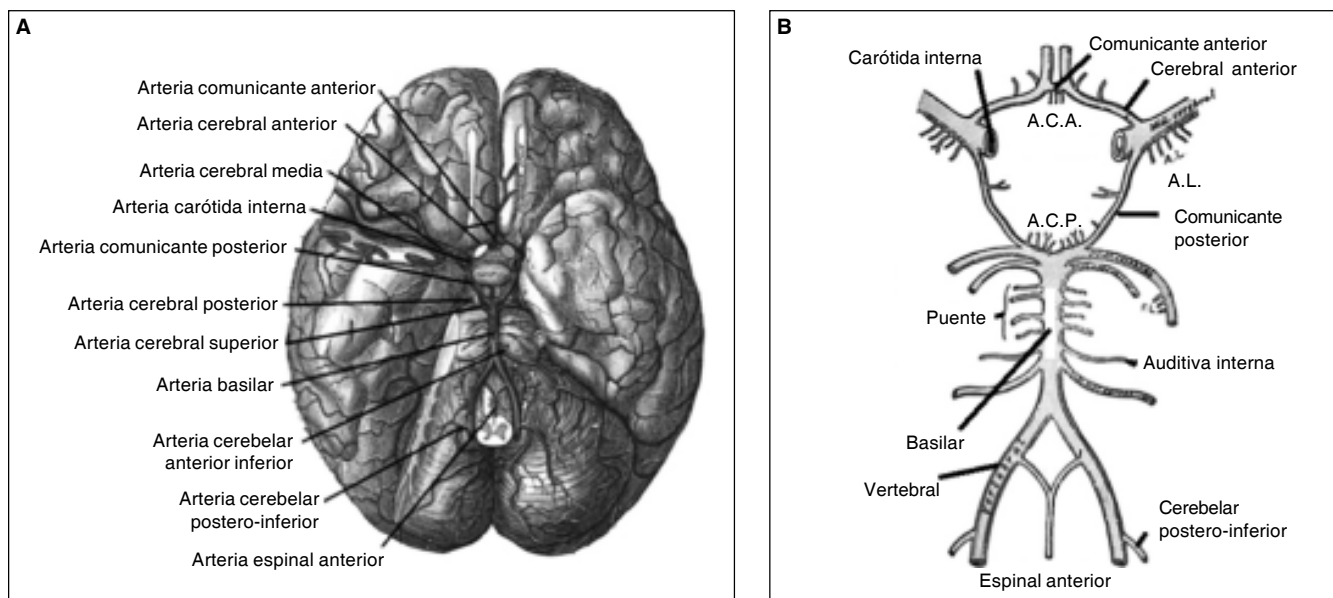 A
Arteria comunicante anterior
Arteria cerebral anterior
Arteria cerebral media
Arteria carótida interna
Arteria comunicante posterior
Arteria cerebral posterior
Arteria cerebral superior
Arteria basilar
Arteria cerebelar
anterior inferior
Arteria cerebelar
postero-inferior
Arteria espinal anterior
B
Comunicante anterior
Carótida interna
Cerebral anterior
A.C.A.
A.L.
A.L.
A.C.P.
Comunicante
posterior
Puente
Auditiva interna
Basilar
Vertebral
Vertebral
Cerebelar
postero-inferior
Espinal anterior